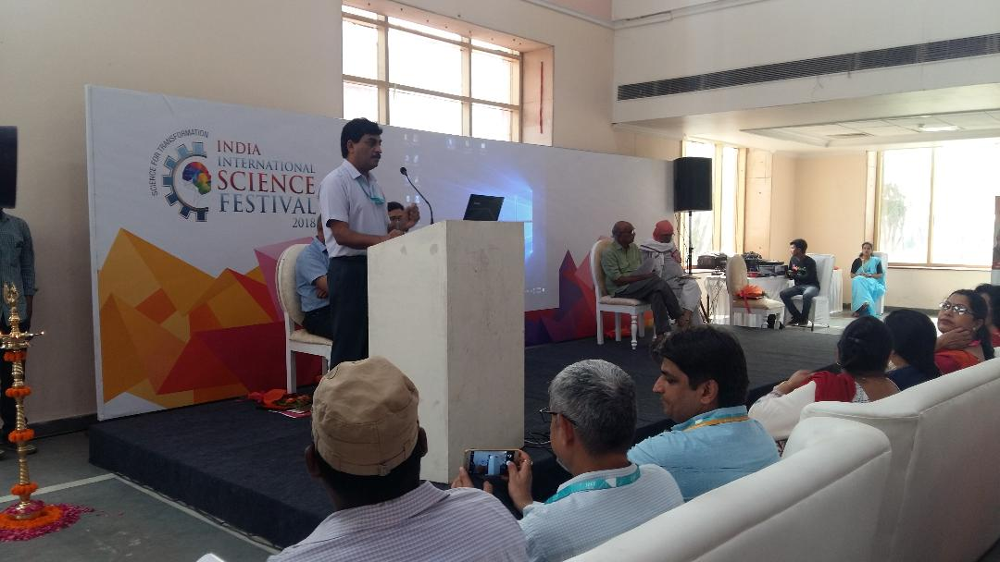 SCIENCE FOR TRANSFORMATION
INDIA
INTERNATIONAL
SCIENCE
FESTIVAL
2018